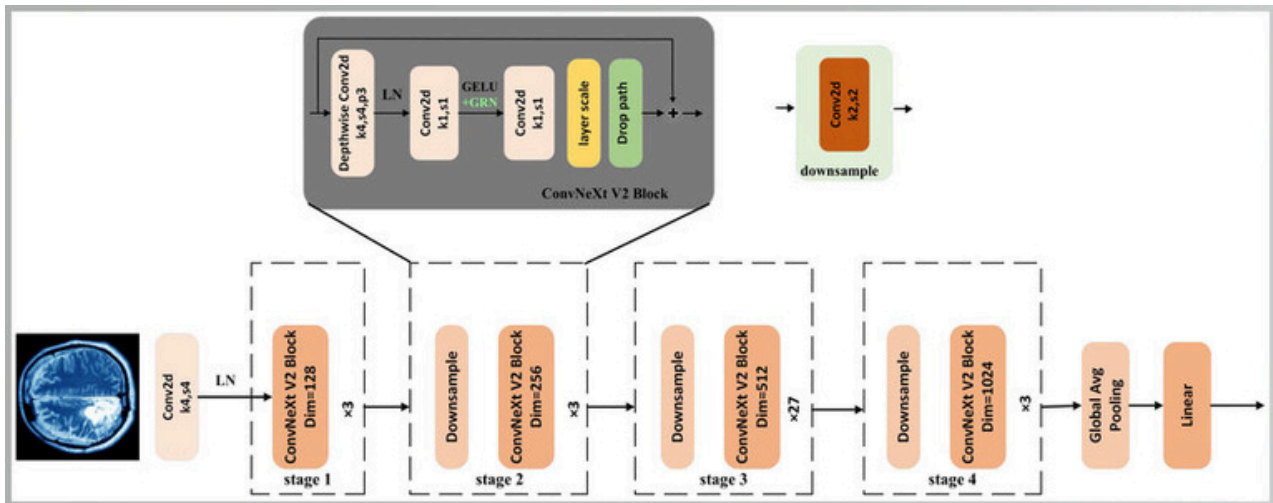 Depthwise Conv2d
k4,s4,p3
LN
Conv2d
k1,s1
GELU
+GRN
Conv2d
k1,s1
layer scale
Drop path
+
ConvNeXt V2 Block
Conv2d
k2,s2
downsample
Conv2d
k4,s4
LN
ConvNeXt V2 Block
Dim=128
×3
stage 1
Downsample
ConvNeXt V2 Block
Dim=256
×3
stage 2
Downsample
ConvNeXt V2 Block
Dim=512
×27
stage 3
Downsample
ConvNeXt V2 Block
Dim=1024
×3
stage 4
Global Avg
Pooling
Linear